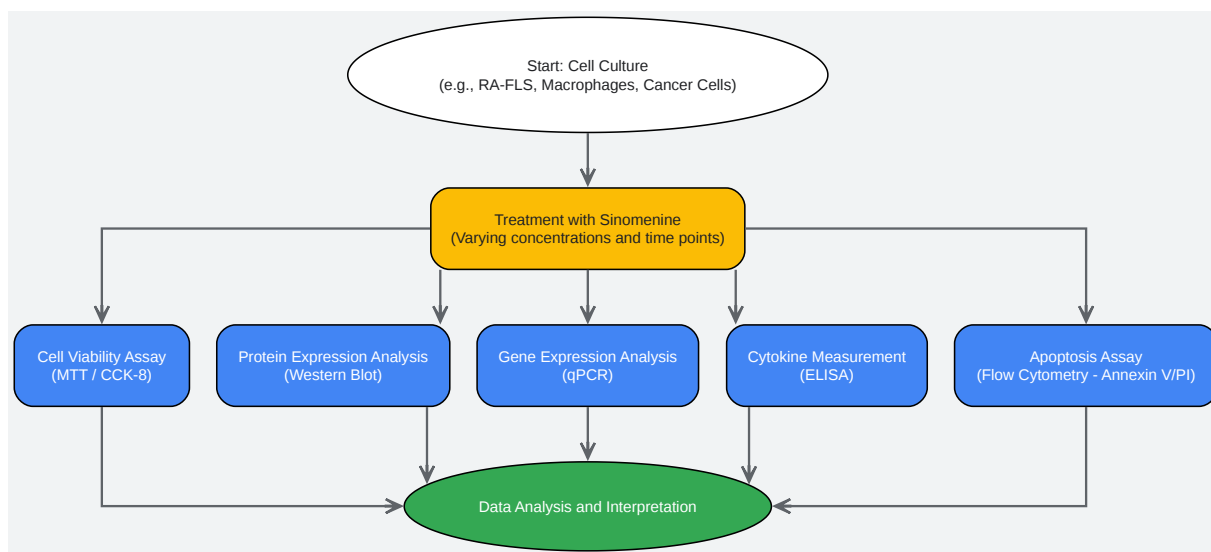 Start: Cell Culture
(e.g., RA-FLS, Macrophages, Cancer Cells)
Treatment with Sinomenine
(Varying concentrations and time points)
Cell Viability Assay
(MTT / CCK-8)
Protein Expression Analysis
(Western Blot)
Gene Expression Analysis
(qPCR)
Cytokine Measurement
(ELISA)
Apoptosis Assay
(Flow Cytometry - Annexin V/PI)
Data Analysis and Interpretation